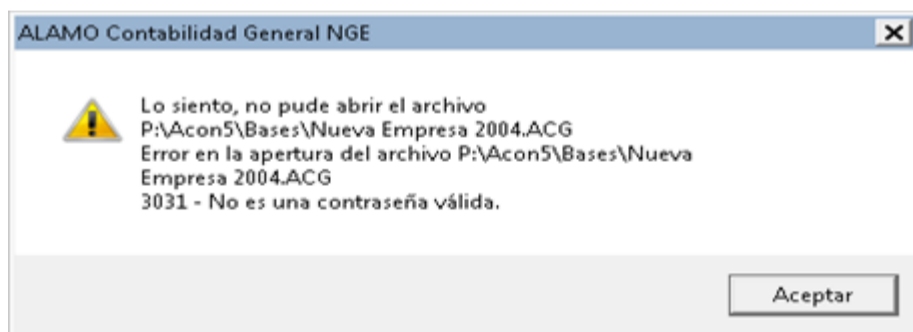 ALAMO Contabilidad General NGE
Lo siento, no pude abrir el archivo
P:\Acon5\Bases\Nueva Empresa 2004.ACG
Error en la apertura del archivo P:\Acon5\Bases\Nueva
Empresa 2004.ACG
3031 - No es una contraseña válida.
Aceptar